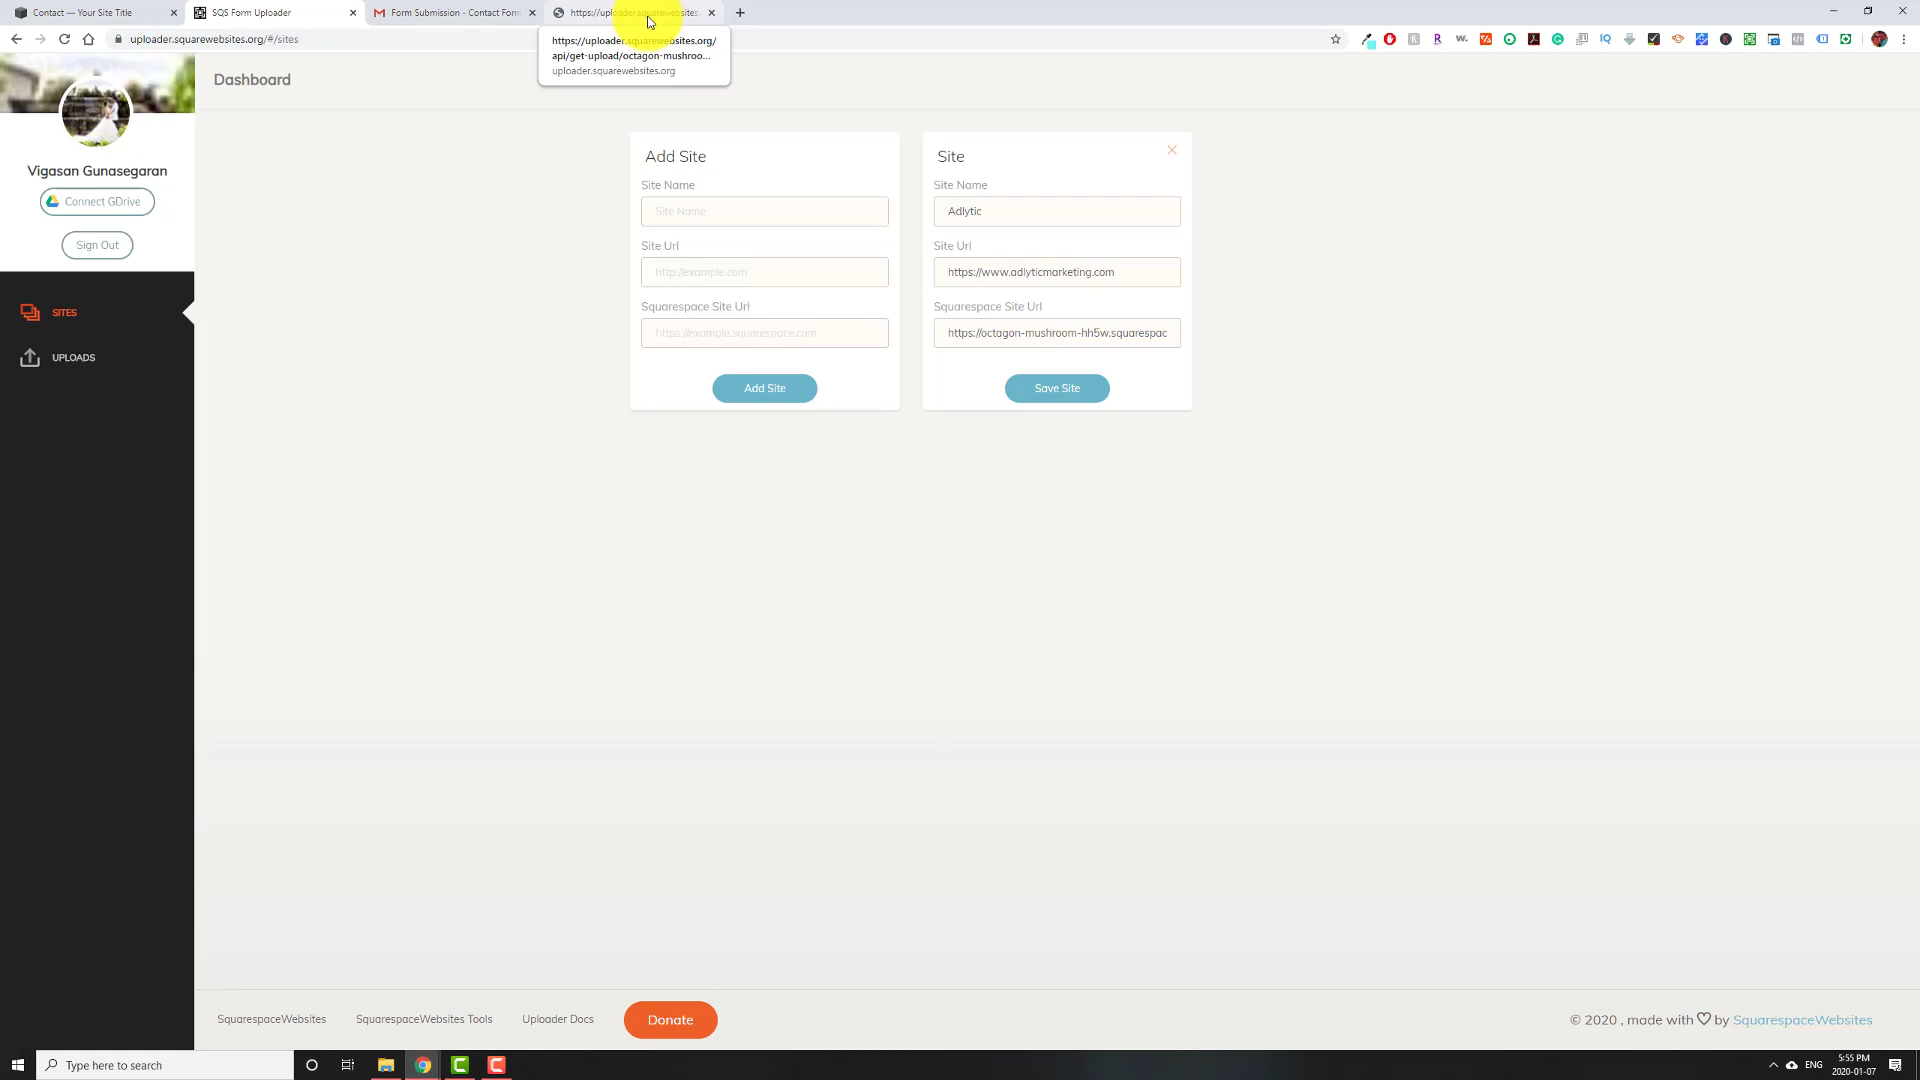 Contact — Your Site Title
SQS Form Uploader
Form Submission - Contact Form
https://uploader.squarewebsites.
uploader.squarewebsites.org/#/sites
https://uploader.squarewebsites.org/
api/get-upload/octagon-mushroo...
uploader.squarewebsites.org
Dashboard
Vigasan Gunasegaran
Connect GDrive
Sign Out
SITES
UPLOADS
Add Site
Site Name
Site Name
Site Url
http://example.com
Squarespace Site Url
https://example.squarespace.com
Add Site
Site
Site Name
Adlytic
Site Url
https://www.adlyticmarketing.com
Squarespace Site Url
https://octagon-mushroom-hh5w.squarespac
Save Site
SquarespaceWebsites
SquarespaceWebsites Tools
Uploader Docs
Donate
© 2020 , made with ♡ by SquarespaceWebsites
Type here to search
ENG
5:55 PM
2020-01-07